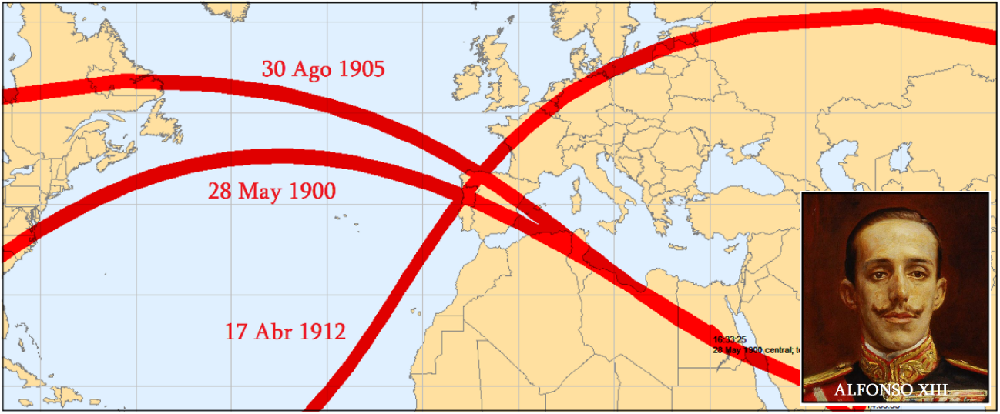 30 Ago 1905
28 May 1900
17 Abr 1912
16:33:25
28 May 1900 central; t
ALFONSO XIII